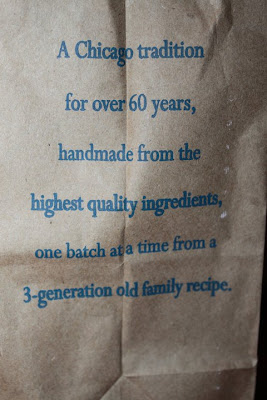 A Chicago tradition
for over 60 years,
handmade from the
highest quality ingredients,
one batch at a time from a
3-generation old family recipe.